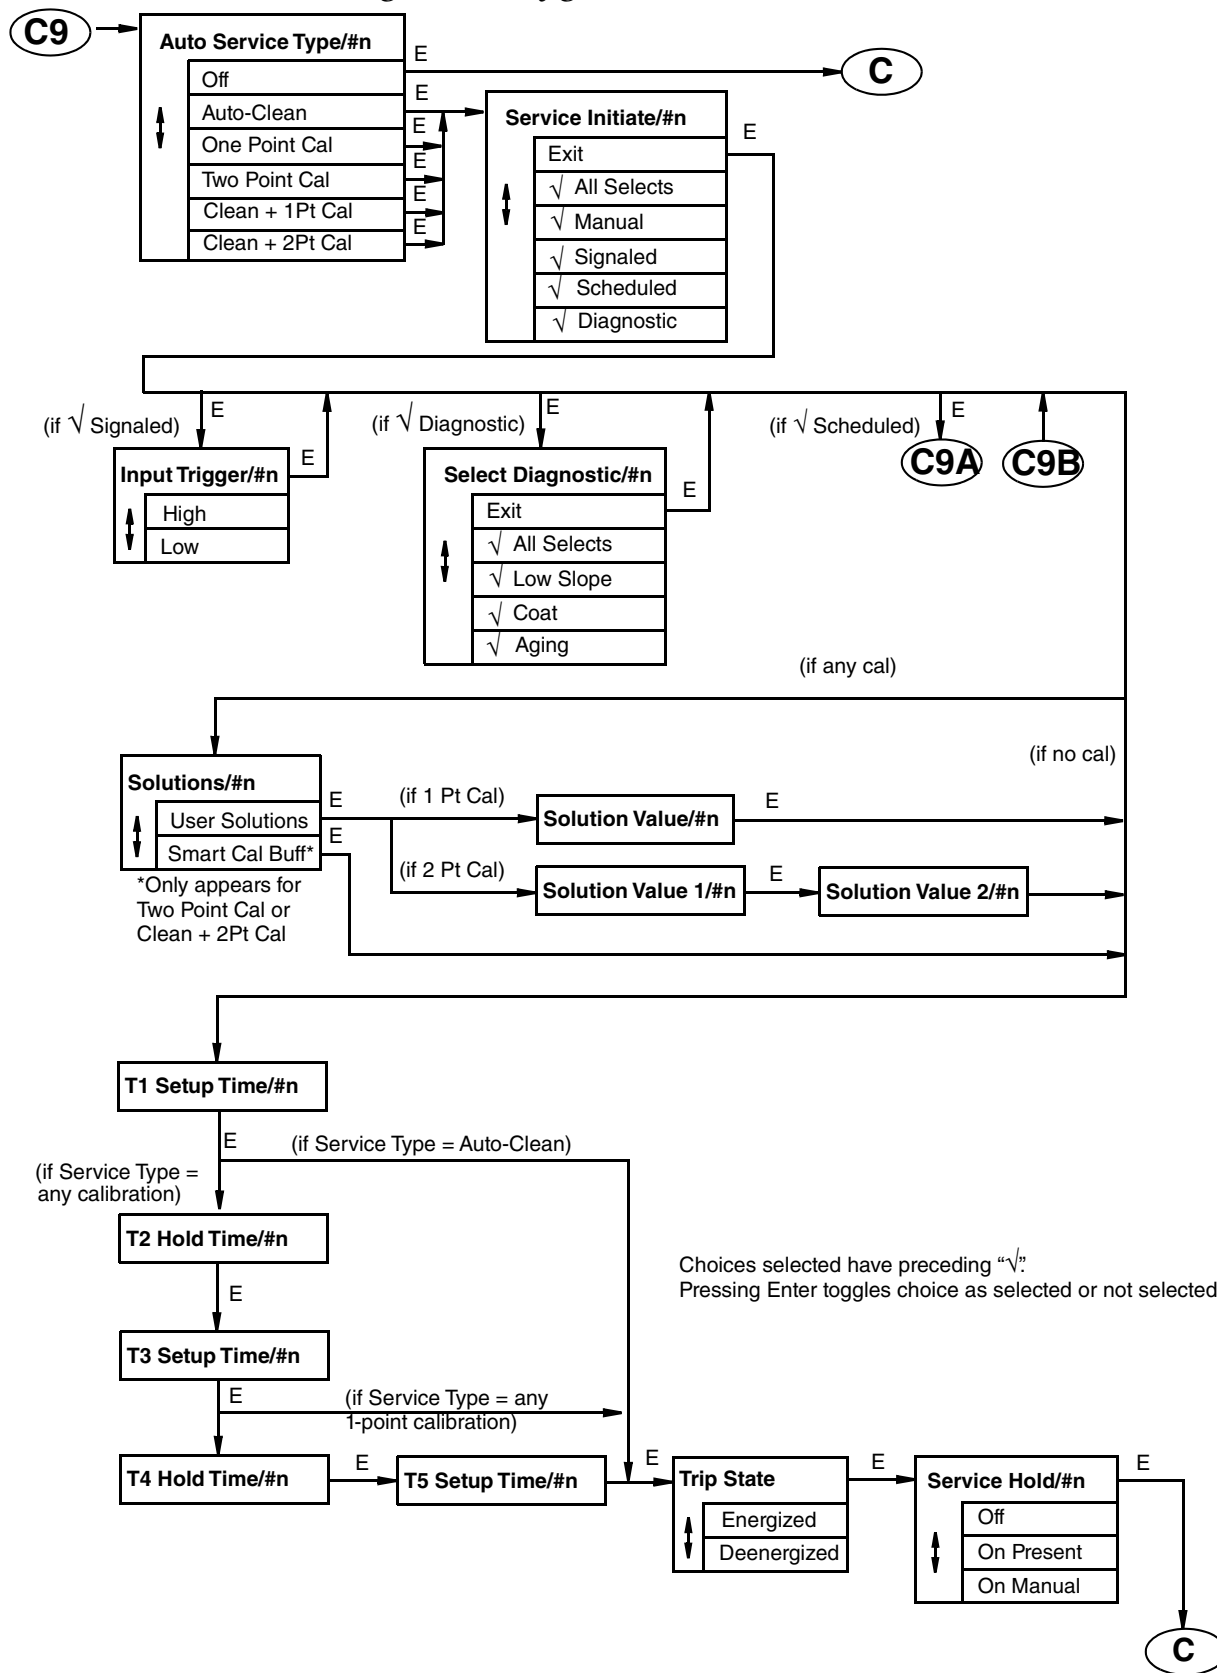 C9
Auto Service Type/#n
E
Off
C
E
Auto-Clean
Service Initiate/#n
E
E
One Point Cal
Exit
E
Two Point Cal
√ All Selects
E
Clean + 1Pt Cal
√ Manual
E
Clean + 2Pt Cal
√ Signaled
√ Scheduled
√ Diagnostic
(if √ Signaled)
E
(if √ Diagnostic)
E
(if √ Scheduled)
E
Input Trigger/#n
E
Select Diagnostic/#n
E
C9A
C9B
High
Exit
Low
√ All Selects
√ Low Slope
√ Coat
√ Aging
(if any cal)
(if no cal)
Solutions/#n
User Solutions
E
(if 1 Pt Cal)
Solution Value/#n
E
Smart Cal Buff*
E
(if 2 Pt Cal)
Solution Value 1/#n
E
Solution Value 2/#n
*Only appears for
Two Point Cal or
Clean + 2Pt Cal
T1 Setup Time/#n
E
(if Service Type = Auto-Clean)
(if Service Type =
any calibration)
T2 Hold Time/#n
E
Choices selected have preceding “√”.
Pressing Enter toggles choice as selected or not selected
T3 Setup Time/#n
E
(if Service Type = any
1-point calibration)
T4 Hold Time/#n
E
T5 Setup Time/#n
E
Trip State
E
Service Hold/#n
E
Energized
Deenergized
Off
On Present
On Manual
C